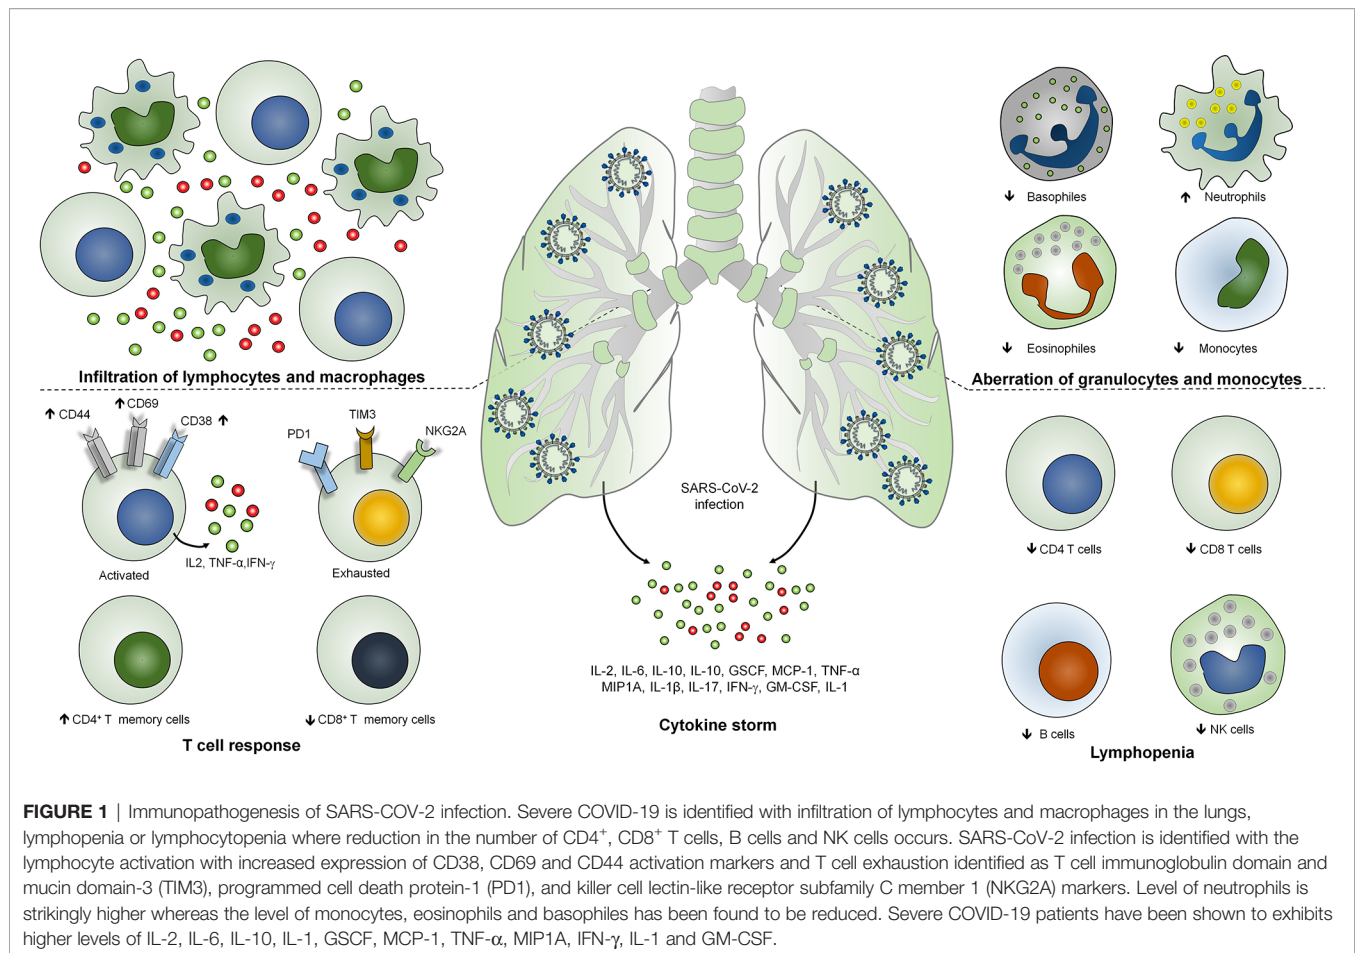 Basophiles
Neutrophils
Eosinophiles
Monocytes
Infiltration of lymphocytes and macrophages
Aberration of granulocytes and monocytes
CD44
CD69
CD38
PD1
TIM3
NKG2A
IL2, TNF-α,IFN-γ
Activated
Exhausted
CD4⁺ T memory cells
CD8⁺ T memory cells
T cell response
SARS-CoV-2
infection
IL-2, IL-6, IL-10, IL-10, GSCF, MCP-1, TNF-α
MIP1A, IL-1β, IL-17, IFN-γ, GM-CSF, IL-1
Cytokine storm
CD4 T cells
CD8 T cells
B cells
NK cells
Lymphopenia
FIGURE 1 | Immunopathogenesis of SARS-COV-2 infection. Severe COVID-19 is identified with infiltration of lymphocytes and macrophages in the lungs,
lymphopenia or lymphocytopenia where reduction in the number of CD4⁺, CD8⁺ T cells, B cells and NK cells occurs. SARS-CoV-2 infection is identified with the
lymphocyte activation with increased expression of CD38, CD69 and CD44 activation markers and T cell exhaustion identified as T cell immunoglobulin domain and
mucin domain-3 (TIM3), programmed cell death protein-1 (PD1), and killer cell lectin-like receptor subfamily C member 1 (NKG2A) markers. Level of neutrophils is
strikingly higher whereas the level of monocytes, eosinophils and basophiles has been found to be reduced. Severe COVID-19 patients have been shown to exhibits
higher levels of IL-2, IL-6, IL-10, IL-1, GSCF, MCP-1, TNF-α, MIP1A, IFN-γ, IL-1 and GM-CSF.